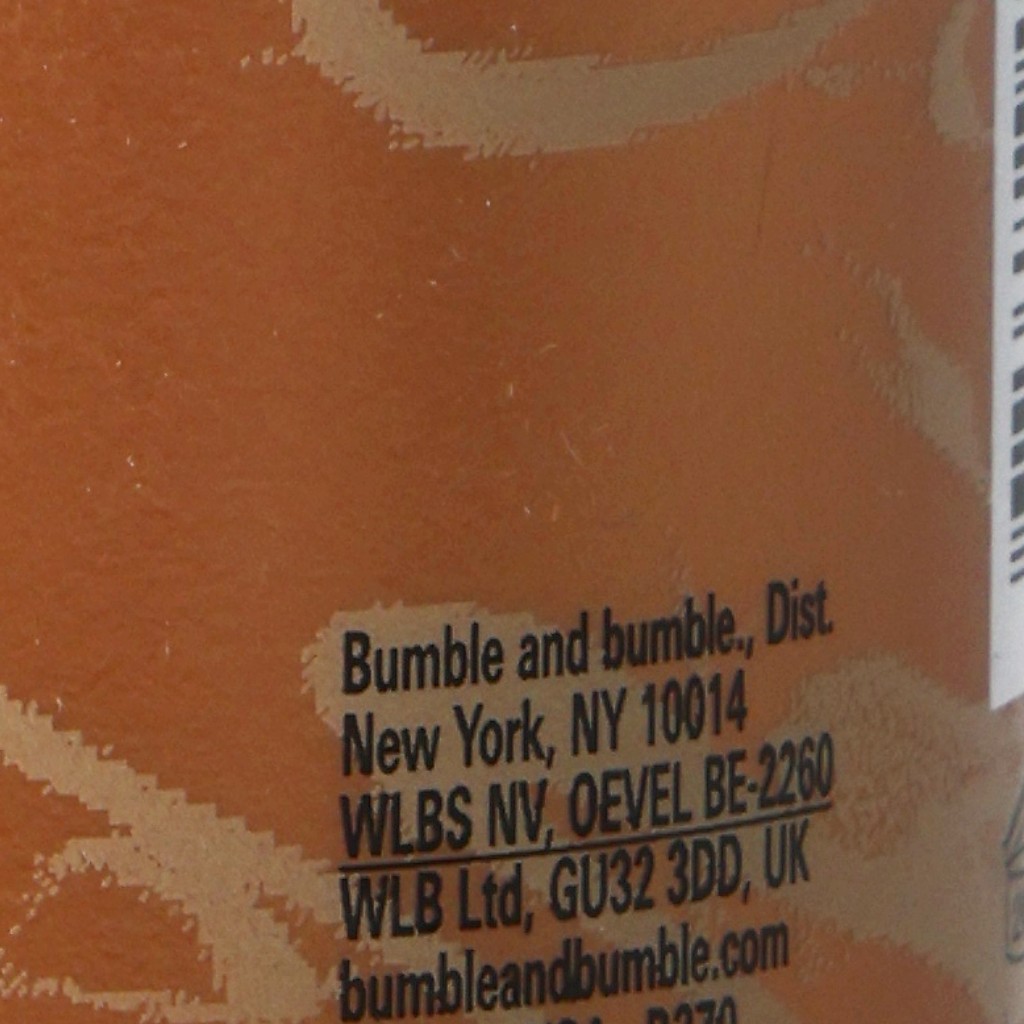 Bumble and bumble., Dist.
New York, NY 10014
WLBS NV, OEVEL BE-2260
WLB Ltd, GU32 3DD, UK
bumbleandbumble.com